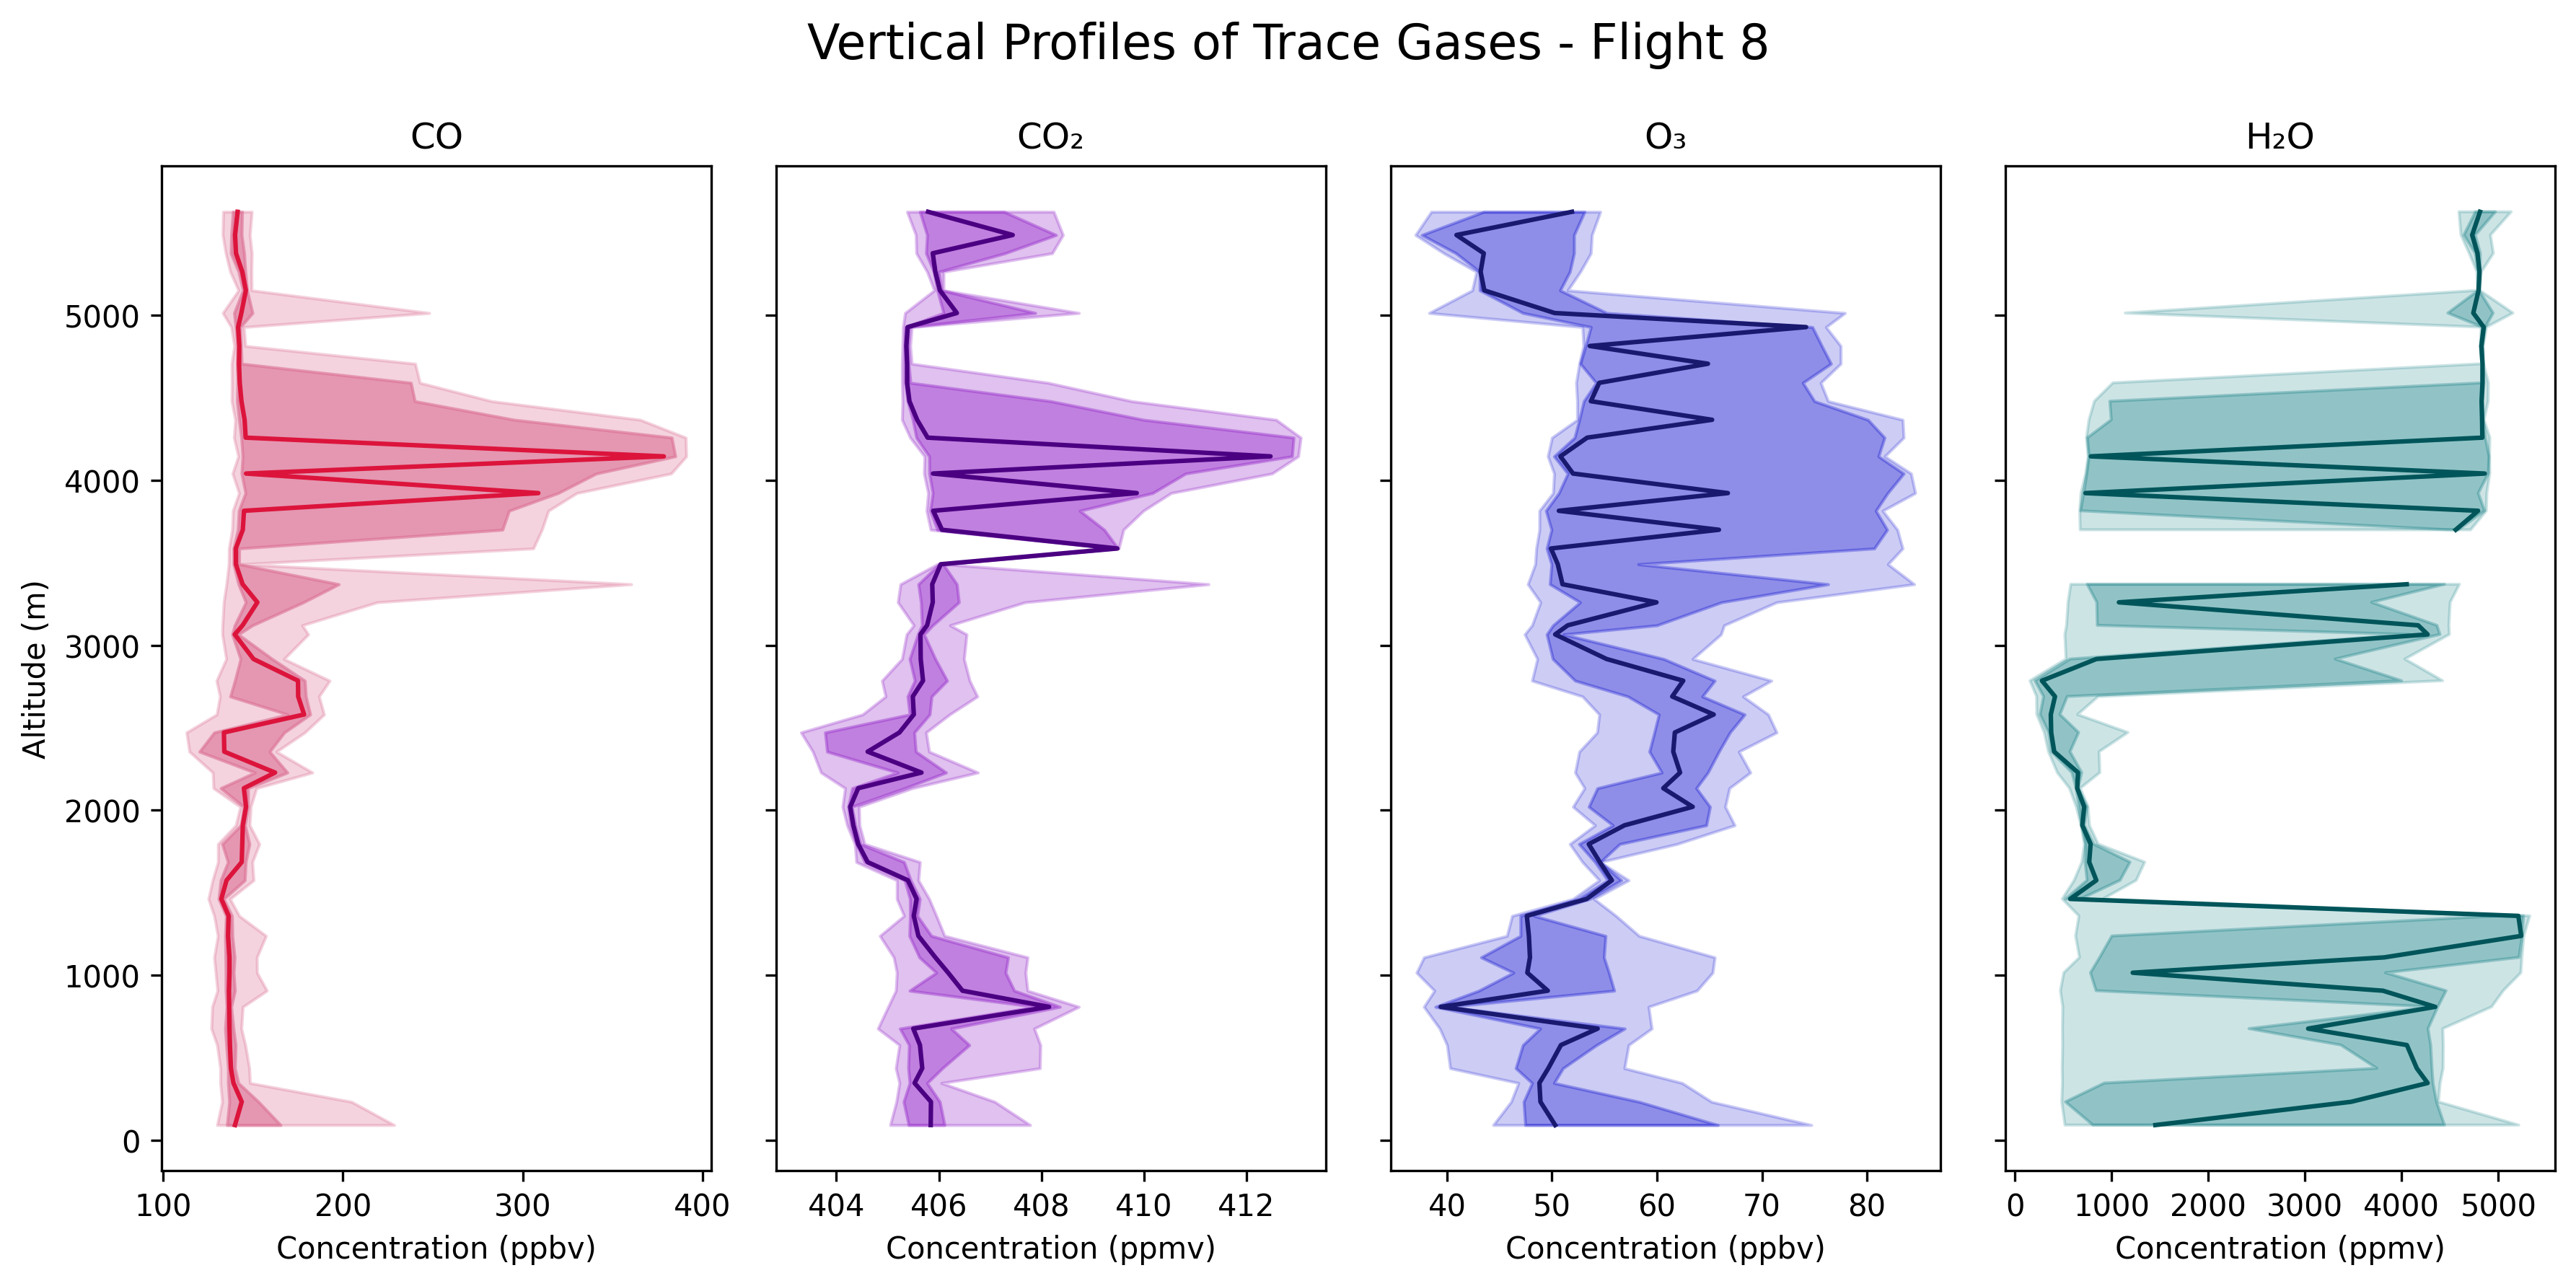 Vertical Profiles of Trace Gases - Flight 8
CO
CO₂
O₃
H₂O
Altitude (m)
5000
4000
3000
2000
1000
0
100 200 300 400
404 406 408 410 412
40 50 60 70 80
0 1000 2000 3000 4000 5000
Concentration (ppbv)
Concentration (ppmv)
Concentration (ppbv)
Concentration (ppmv)